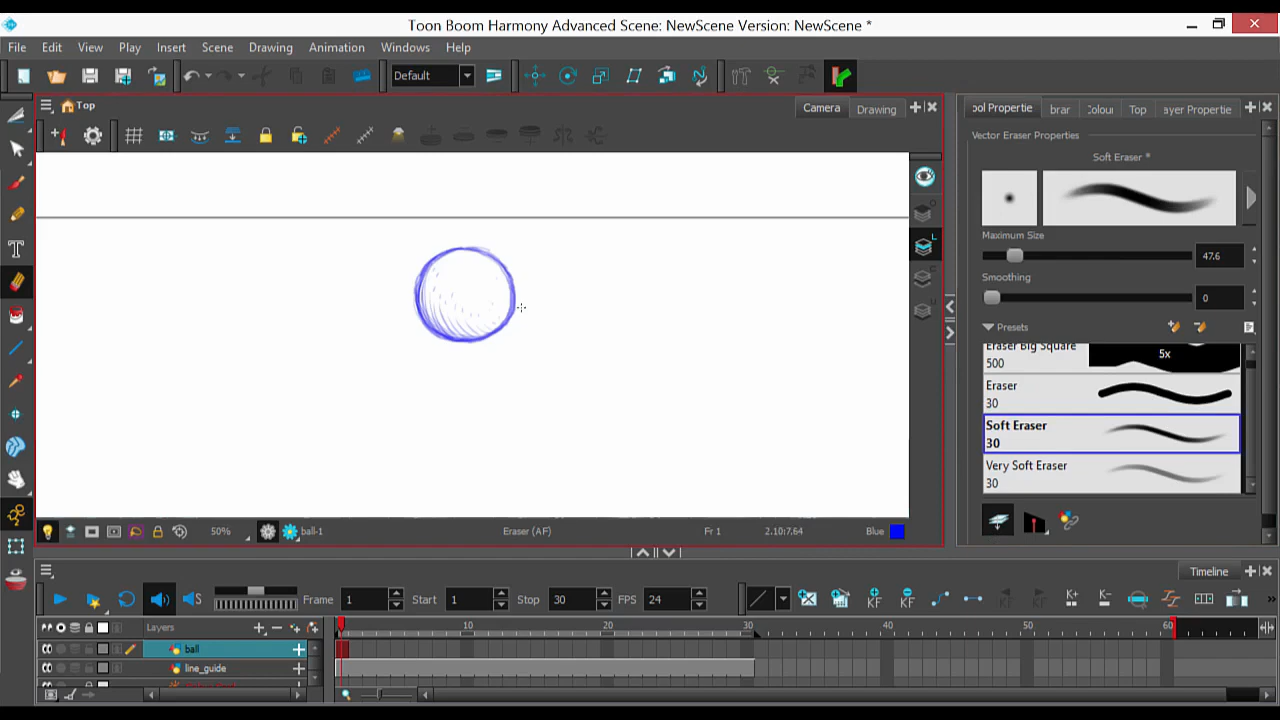 Toon Boom Harmony Advanced Scene: NewScene Version: NewScene *
File Edit View Play Insert Scene Drawing Animation Windows Help
Default
Top
Camera Drawing
ool Propertie brar Colour Top ayer Propertie
Vector Eraser Properties
Soft Eraser *
Maximum Size
47.6
Smoothing
0
Presets
Eraser Big Square
500
5x
Eraser
30
Soft Eraser
30
Very Soft Eraser
30
50% ball-1 Eraser (AF) Fr 1 2.10:7.64 Blue
Timeline
Frame 1 Start 1 Stop 30 FPS 24
Layers
10 20 30 40 50 60
ball
line_guide